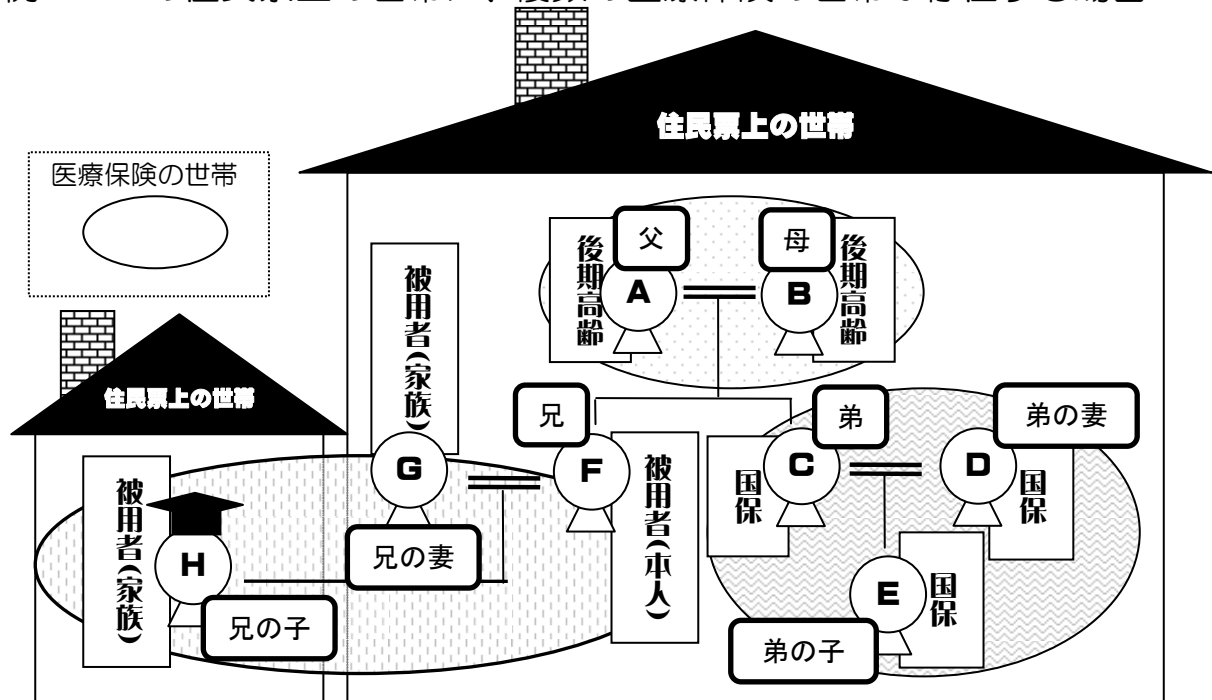 住民票上の世帯
医療保険の世帯
父
母
後期高齢
A
B
後期高齢
被用者(家族)
住民票上の世帯
兄
弟
弟の妻
G
F
C
D
被用者(家族)
被用者(本人)
国保
国保
兄の妻
H
E
国保
兄の子
弟の子